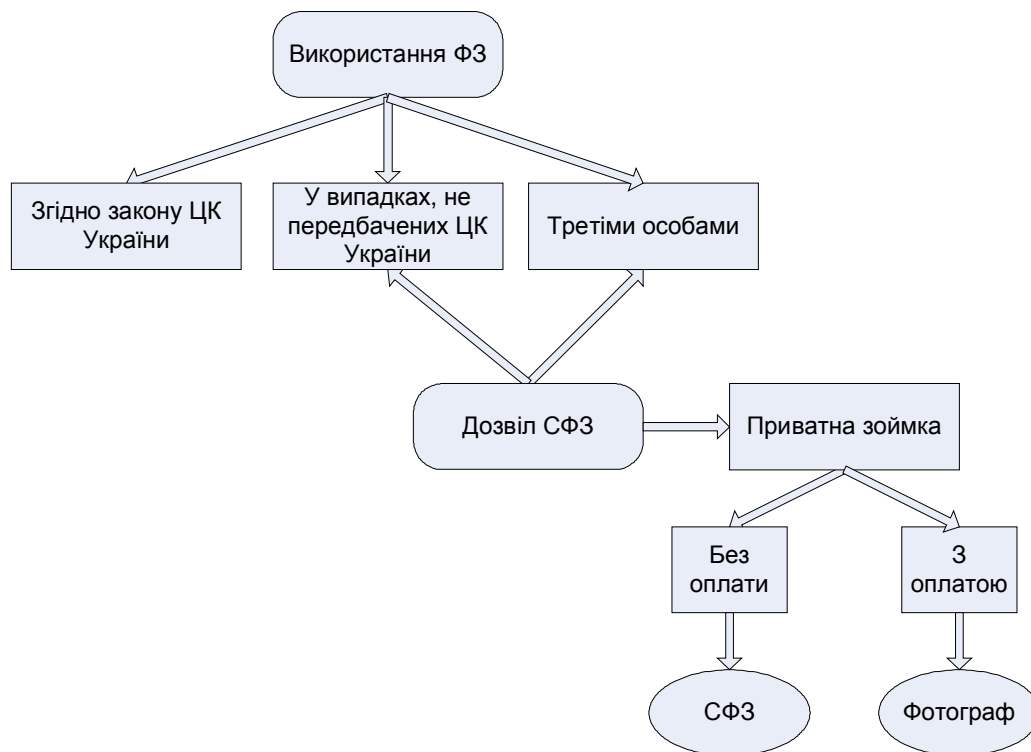 Використання ФЗ
Згідно закону ЦК
України
У випадках, не
передбачених ЦК
України
Третіми особами
Дозвіл СФЗ
Приватна зоймка
Без
оплати
З
оплатою
СФЗ
Фотограф